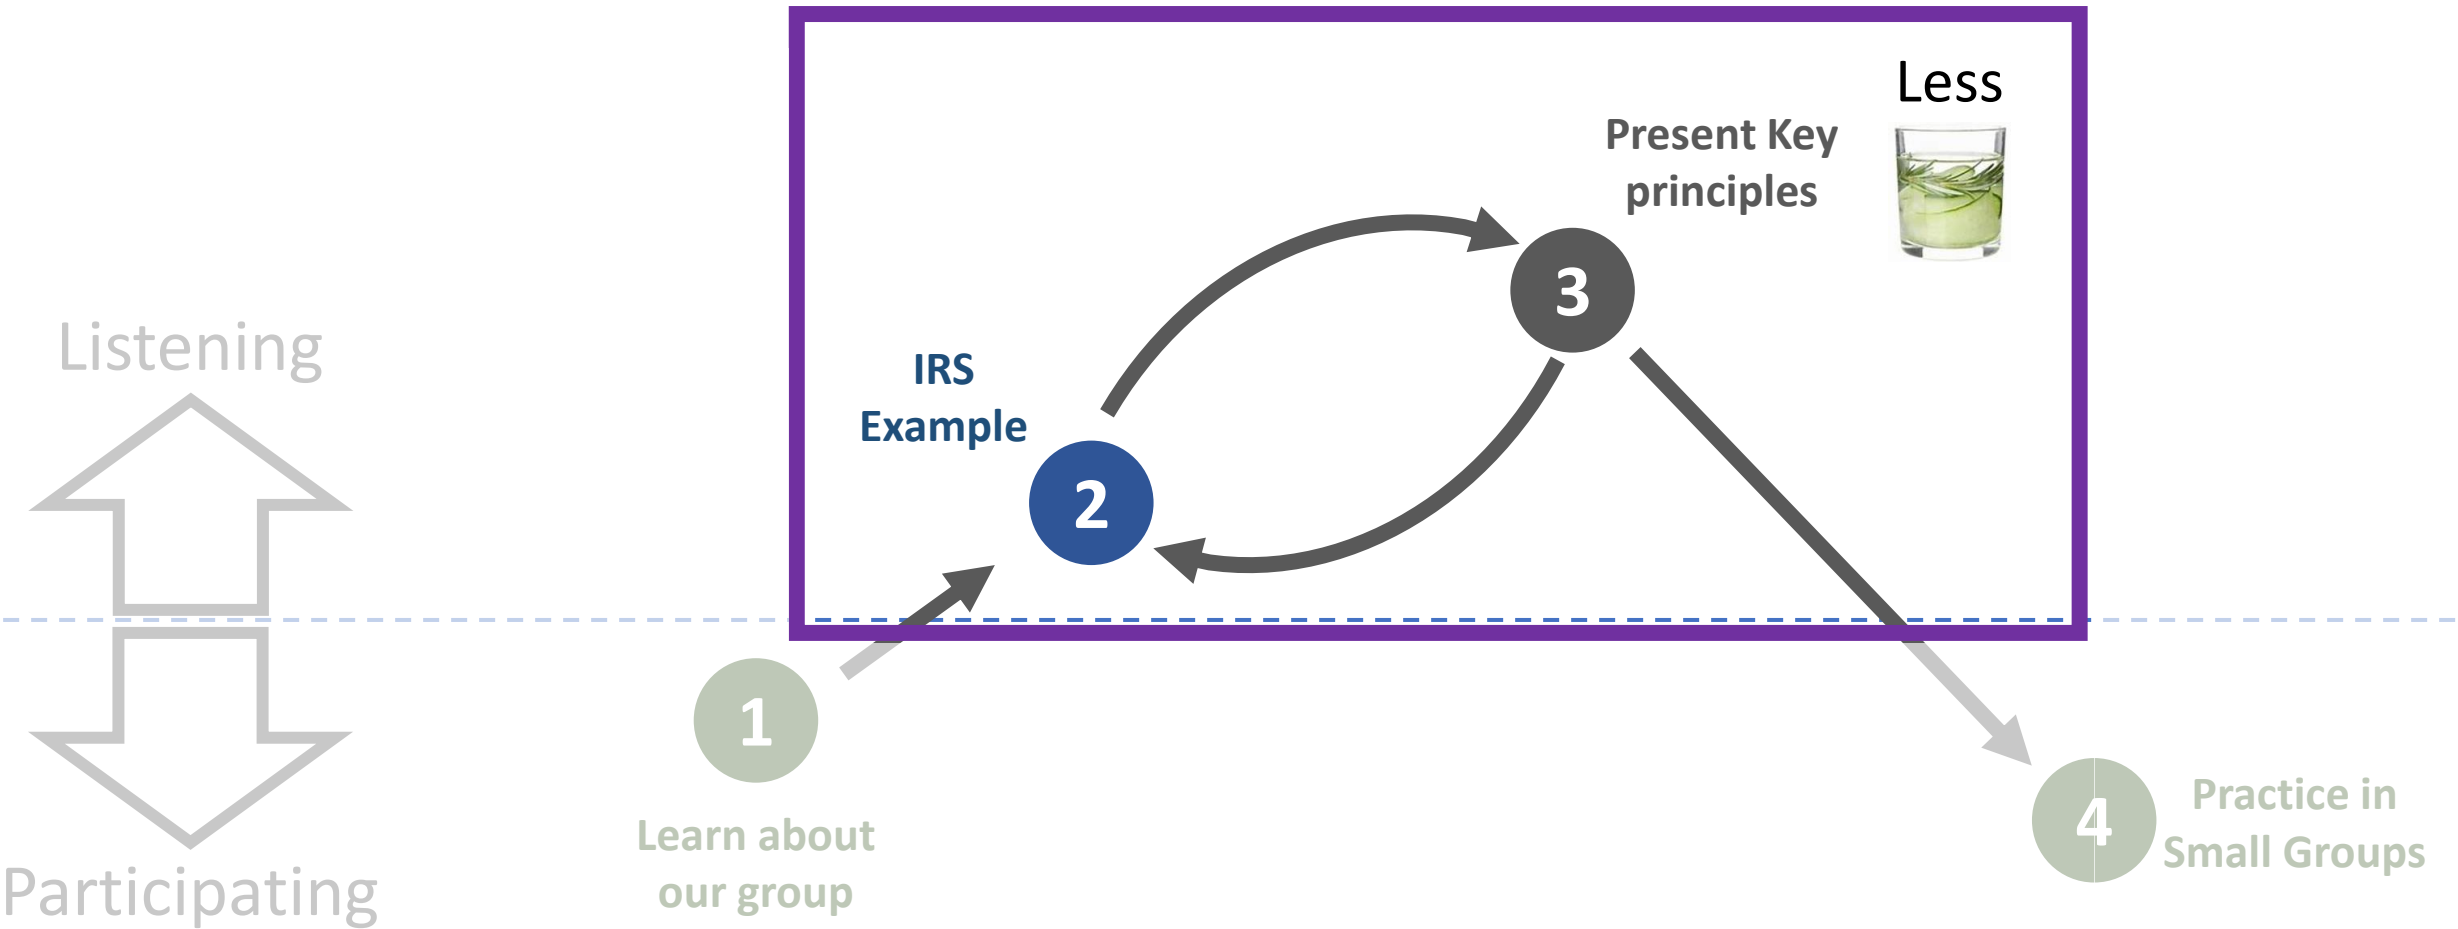 Less
Present Key
principles
3
Listening
IRS
Example
2
1
Learn about
our group
4
Practice in
Small Groups
Participating